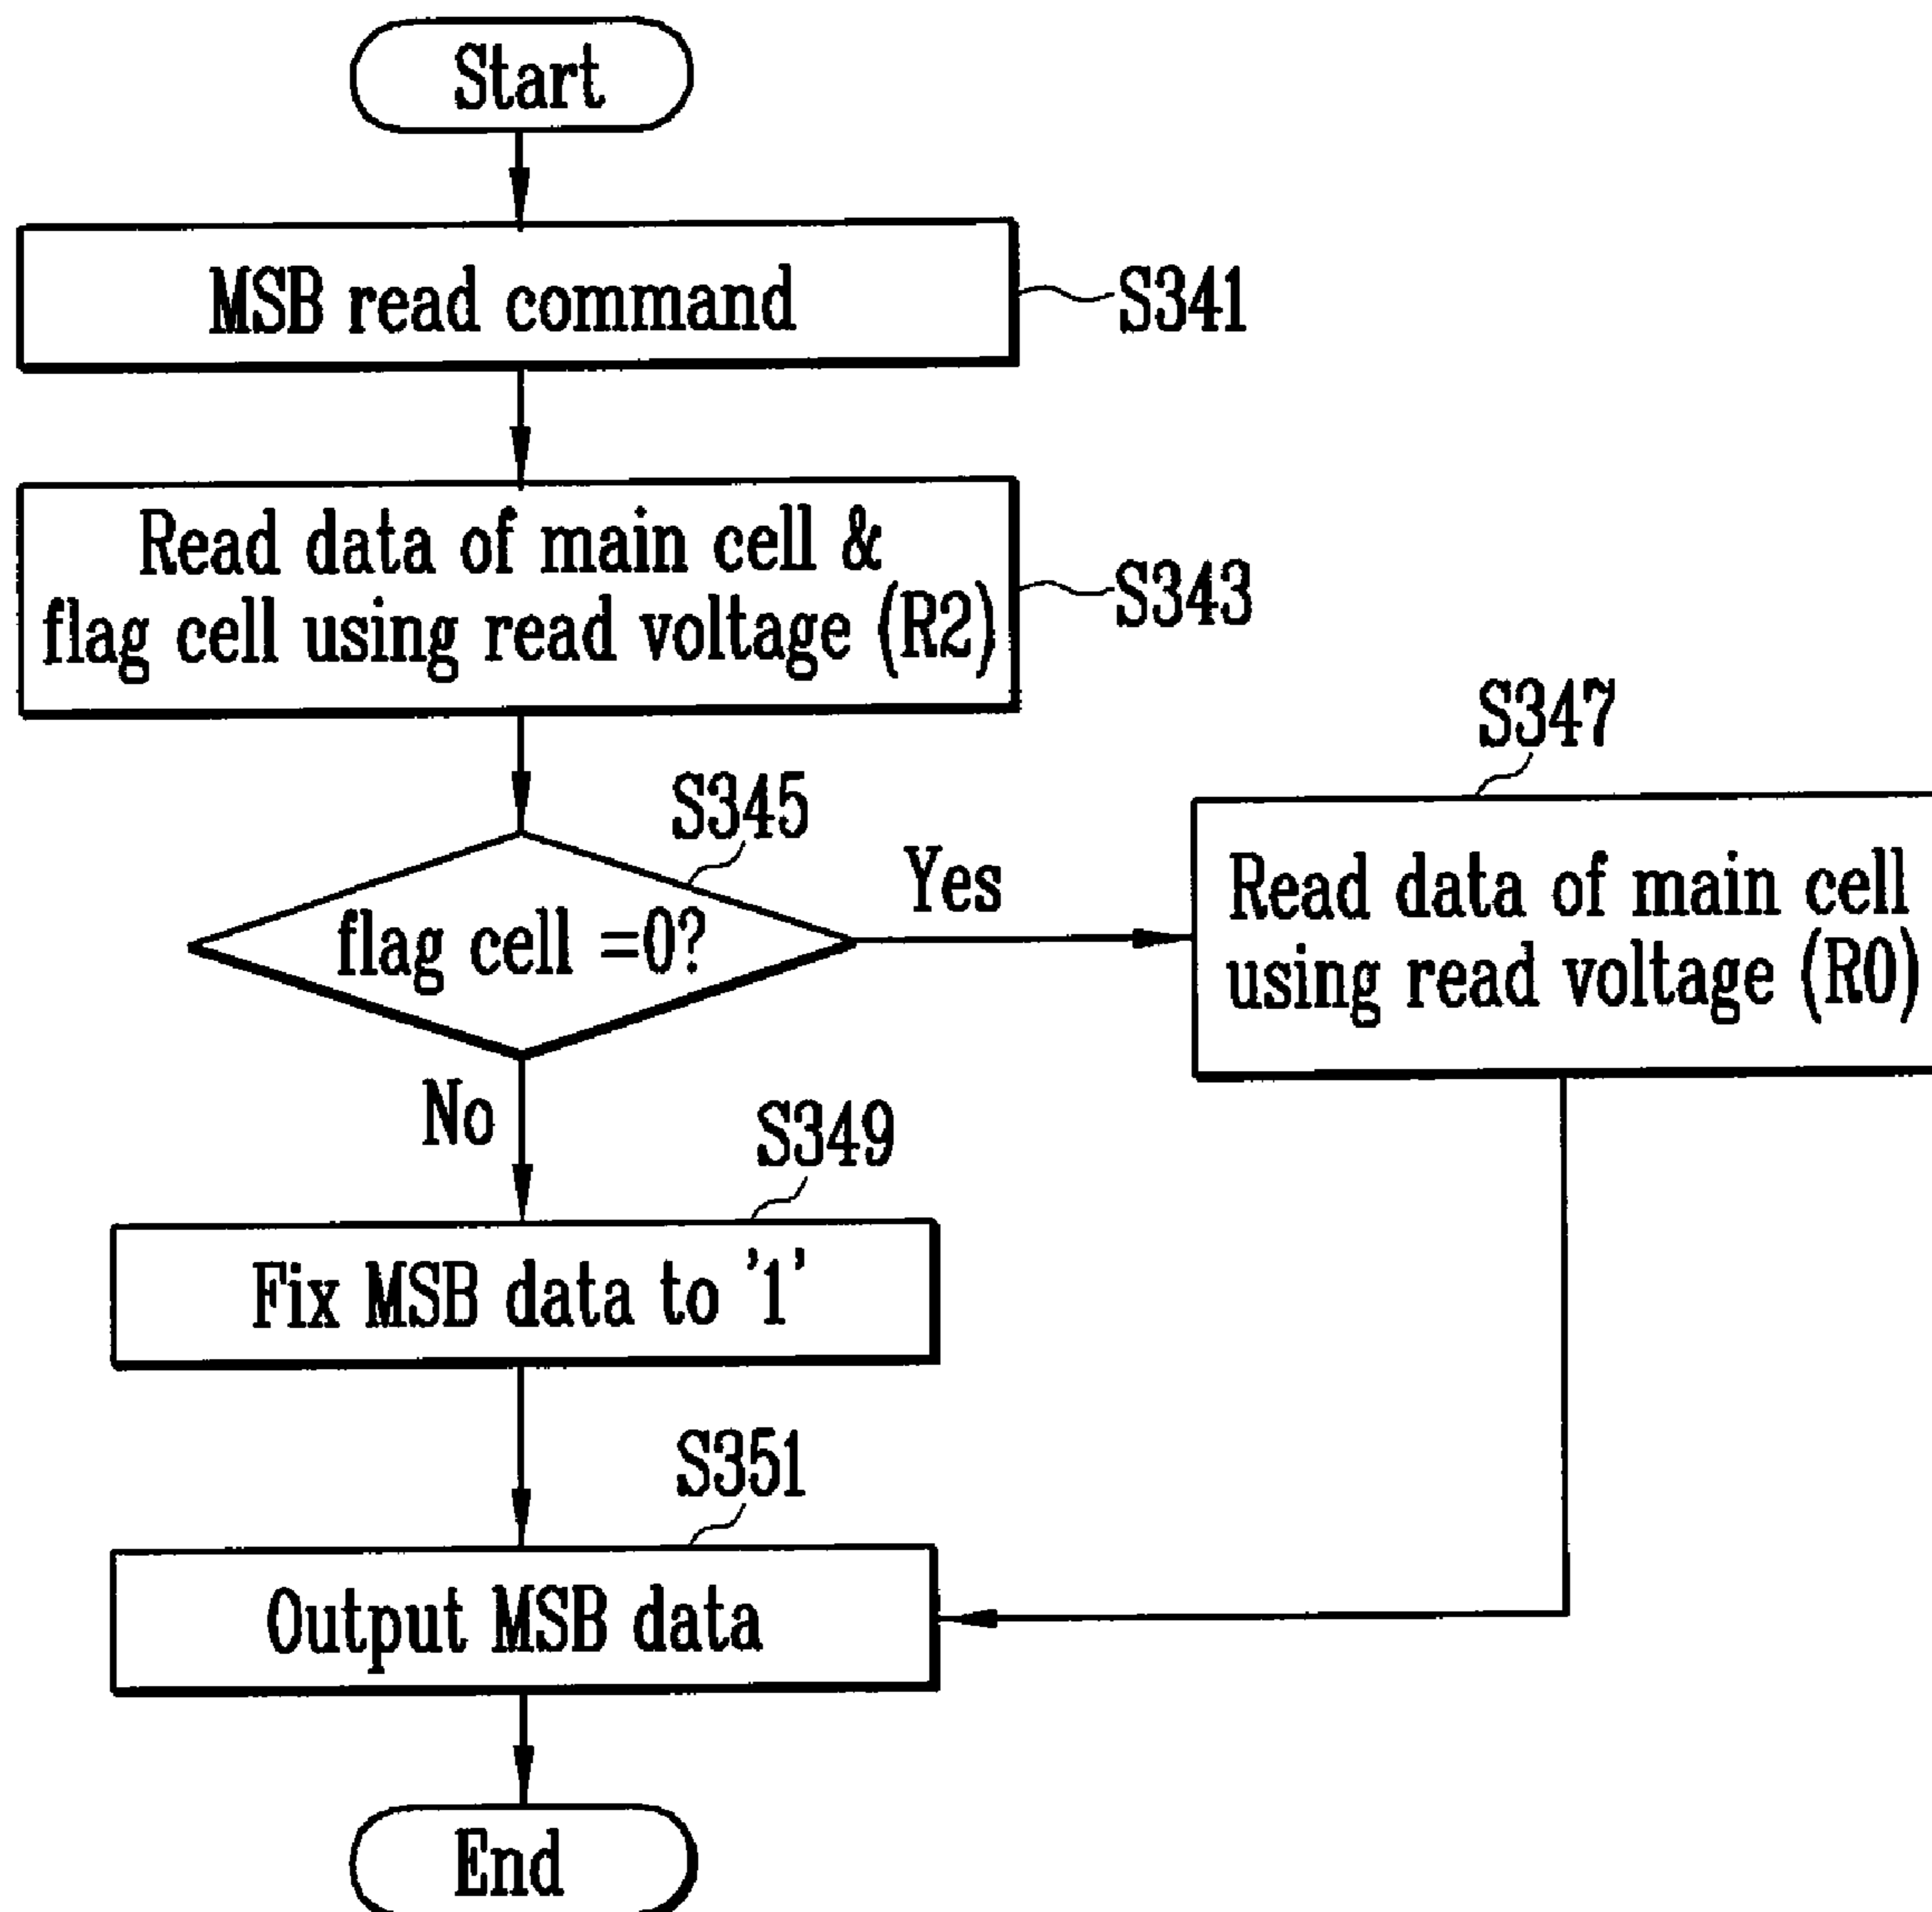 Start
MSB read command
S341
Read data of main cell &
flag cell using read voltage (R2)
S343
S345
flag cell =0?
Yes
S347
Read data of main cell
using read voltage (R0)
No
S349
Fix MSB data to '1'
S351
Output MSB data
End